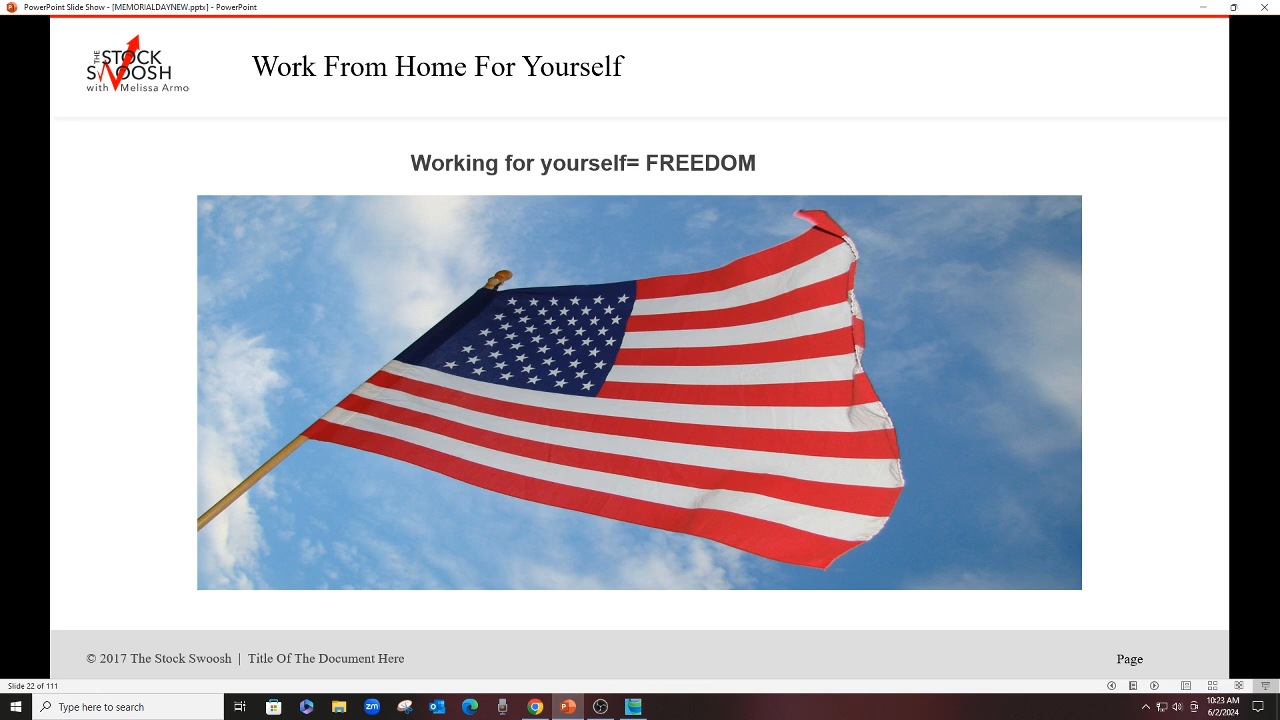 PowerPoint Slide Show - [MEMORIALDAYNEW.pptx] - PowerPoint
THE STOCK
SWOOSH
with Melissa Armo
Work From Home For Yourself
Working for yourself= FREEDOM
© 2017 The Stock Swoosh | Title Of The Document Here
Page
Slide 22 of 111
Type here to search
zm
10:23 AM
6/2/2024